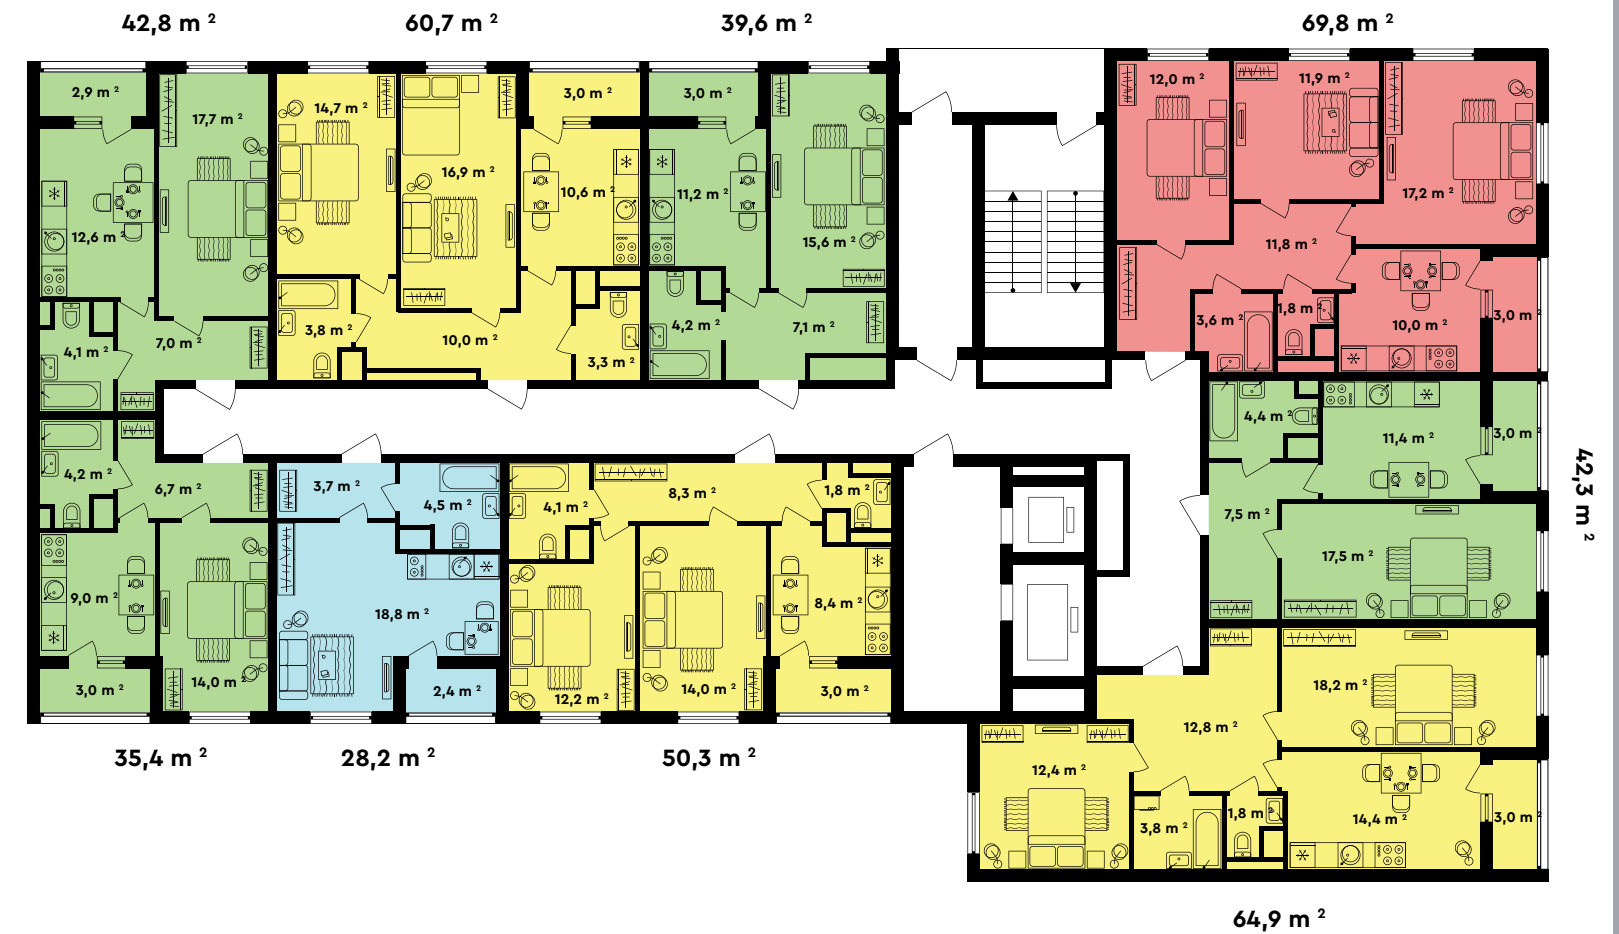 42,8 m ²
60,7 m ²
39,6 m ²
69,8 m ²
2,9 m ²
17,7 m ²
12,6 m ²
4,1 m ²
7,0 m ²
14,7 m ²
16,9 m ²
3,0 m ²
10,6 m ²
3,8 m ²
10,0 m ²
3,3 m ²
3,0 m ²
11,2 m ²
15,6 m ²
4,2 m ²
7,1 m ²
12,0 m ²
11,9 m ²
17,2 m ²
11,8 m ²
3,6 m ²
1,8 m ²
10,0 m ²
3,0 m ²
4,4 m ²
11,4 m ²
3,0 m ²
7,5 m ²
17,5 m ²
42,3 m ²
4,2 m ²
6,7 m ²
9,0 m ²
3,0 m ²
14,0 m ²
3,7 m ²
4,5 m ²
18,8 m ²
2,4 m ²
4,1 m ²
8,3 m ²
1,8 m ²
12,2 m ²
14,0 m ²
8,4 m ²
3,0 m ²
18,2 m ²
12,8 m ²
12,4 m ²
3,8 m ²
1,8 m
14,4 m ²
3,0 m ²
35,4 m ²
28,2 m ²
50,3 m ²
64,9 m ²